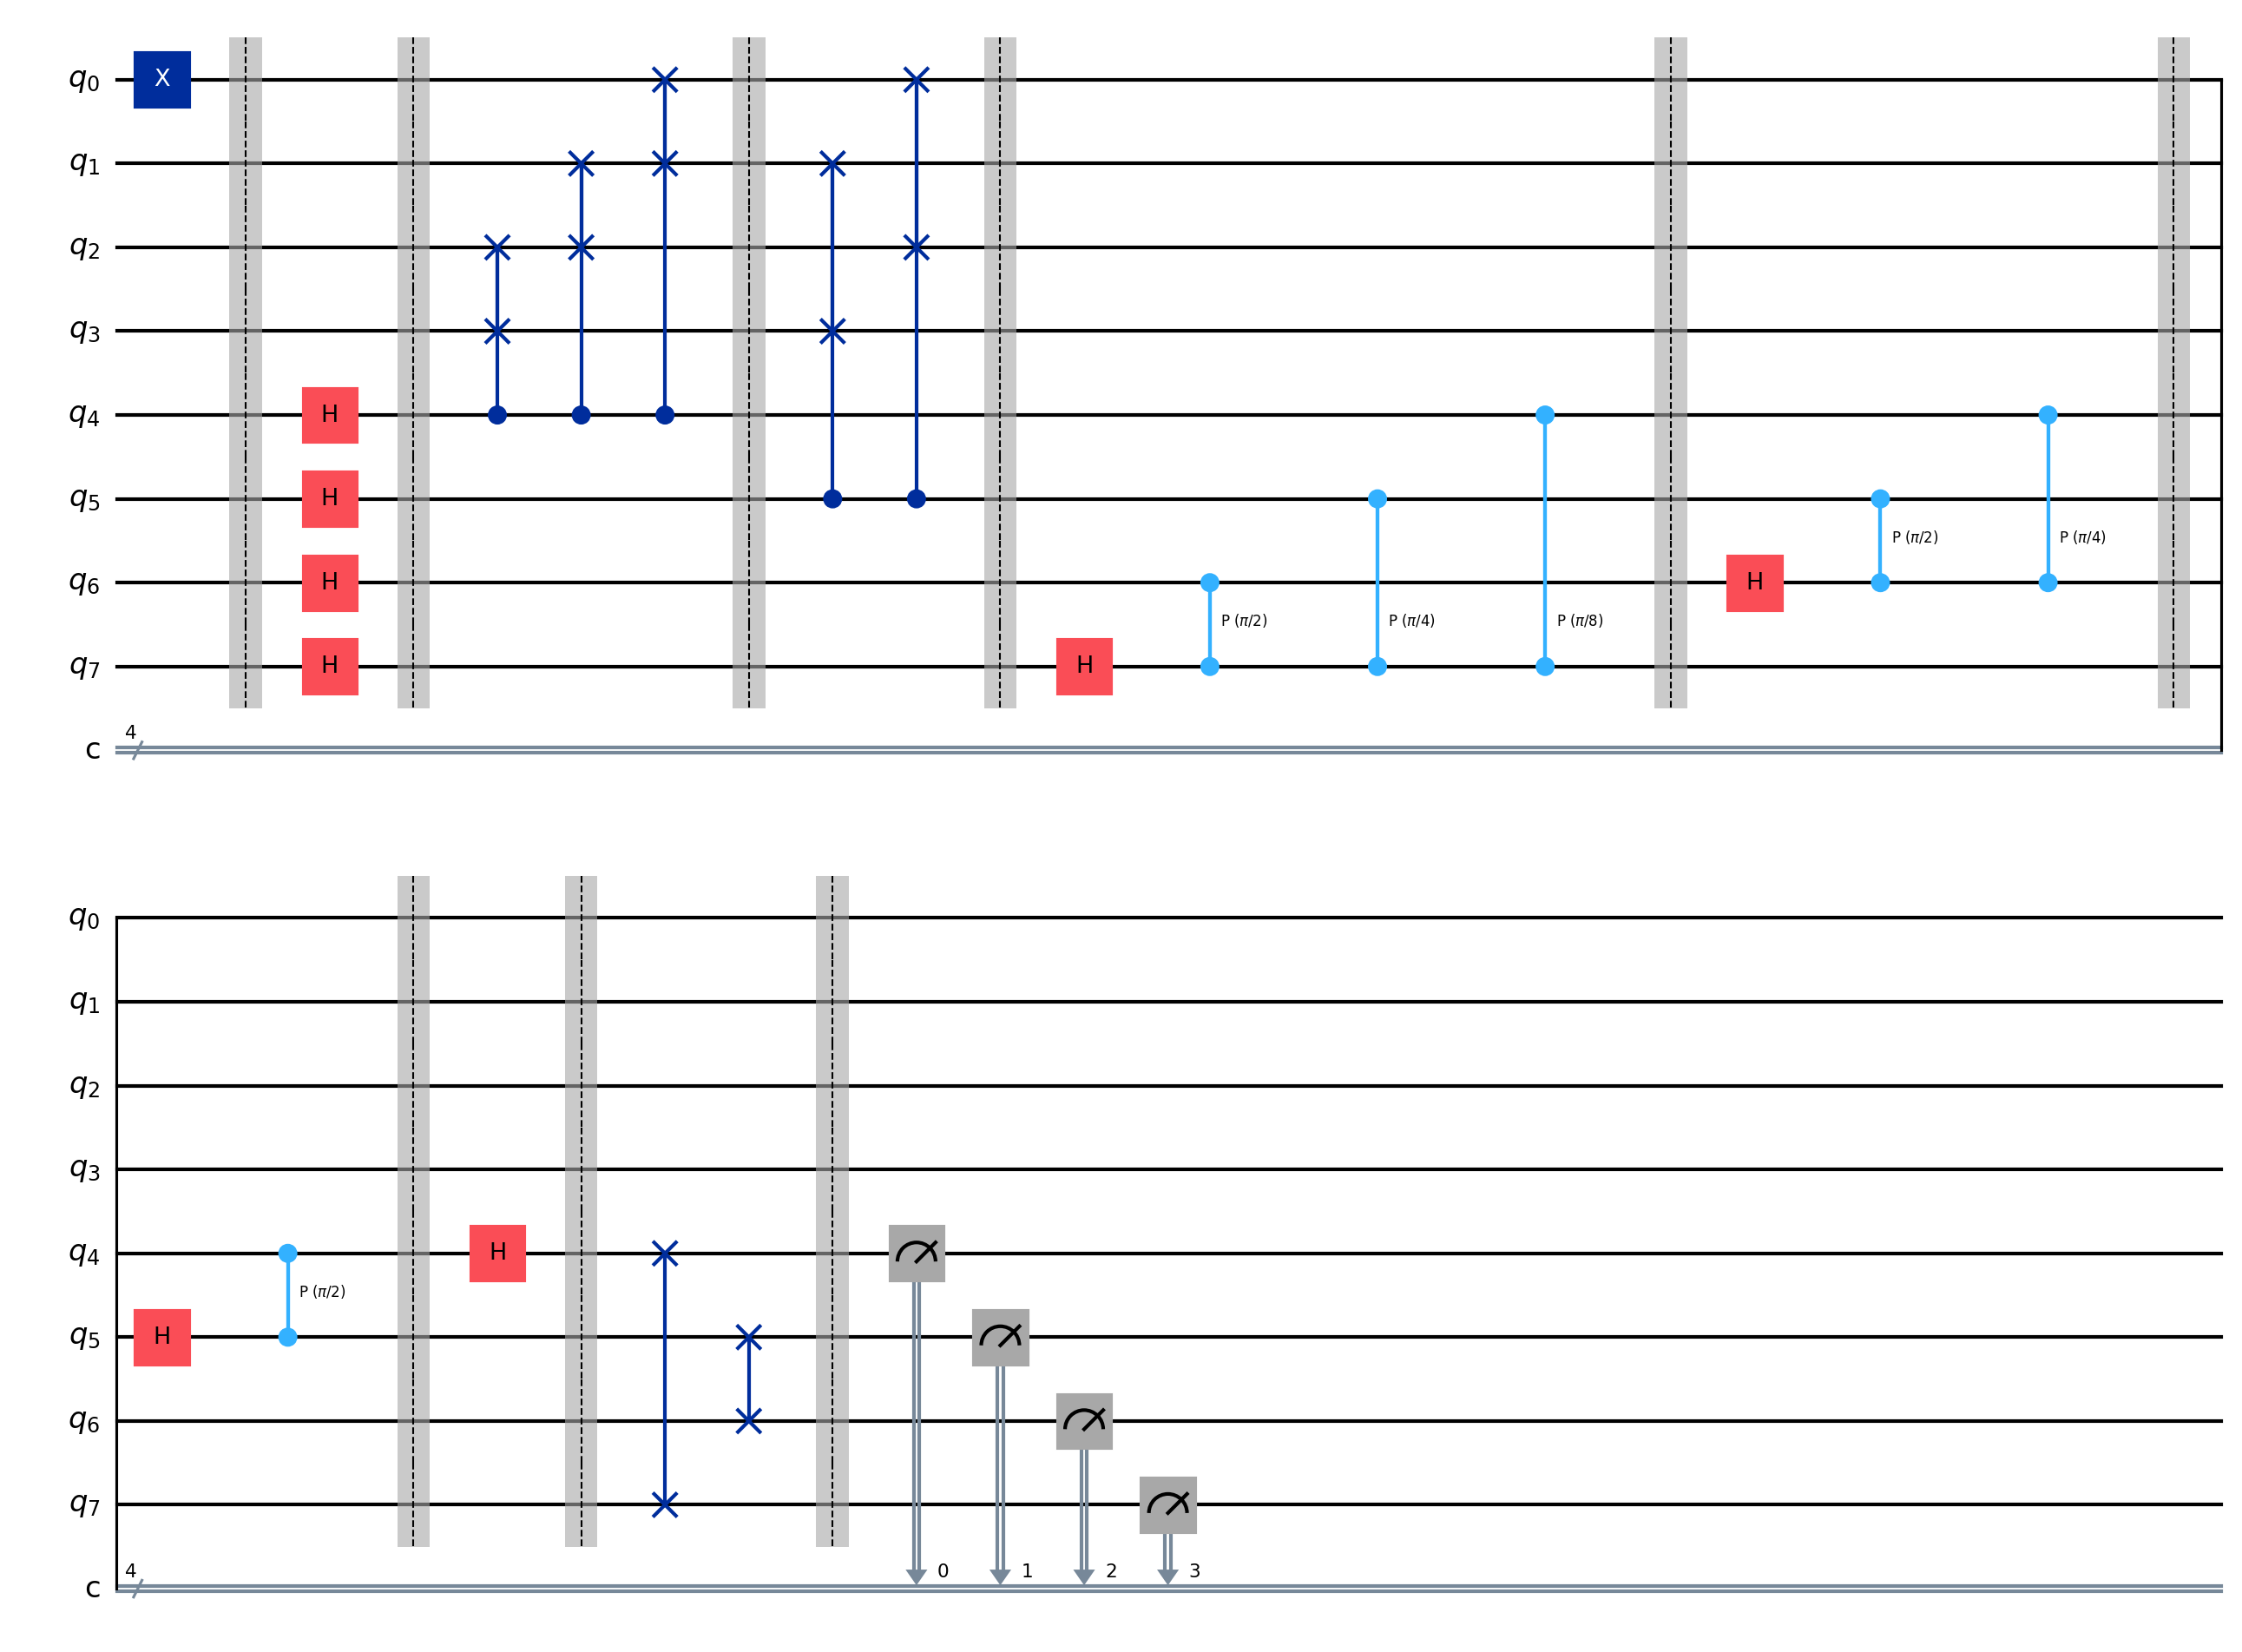 q0 X
q1
q2
q3
q4 H
q5 H
P (π/2) P (π/4)
q6 H H
P (π/2) P (π/4) P (π/8)
q7 H H
4
c
q0
q1
q2
q3
q4 H
P (π/2)
q5 H
q6
q7
4 0 1 2 3
c